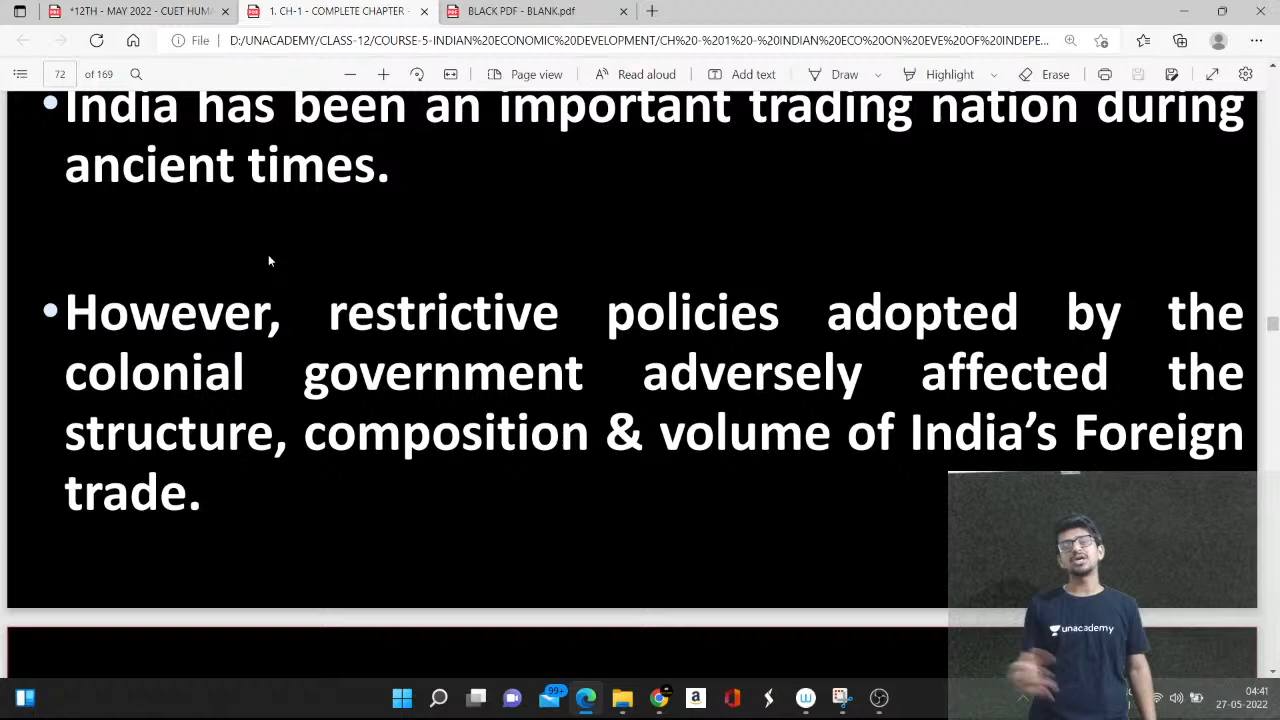 *12TH - MAY 2022 - CUET HUMA
1. CH-1 - COMPLETE CHAPTER -
BLACK PDF - BLANK.pdf
File
D:/UNACADEMY/CLASS-12/COURSE-5-INDIAN%20ECONOMIC%20DEVELOPMENT/CH%20-%201%20-%20INDIAN%20ECO%20ON%20EVE%20OF%20INDEPE...
72 of 169
Page view
Read aloud
Add text
Draw
Highlight
Erase
•India has been an important trading nation during
ancient times.
•However, restrictive policies adopted by the
colonial government adversely affected the
structure, composition & volume of India's Foreign
trade.
unacademy
99+
04:41
27-05-2022